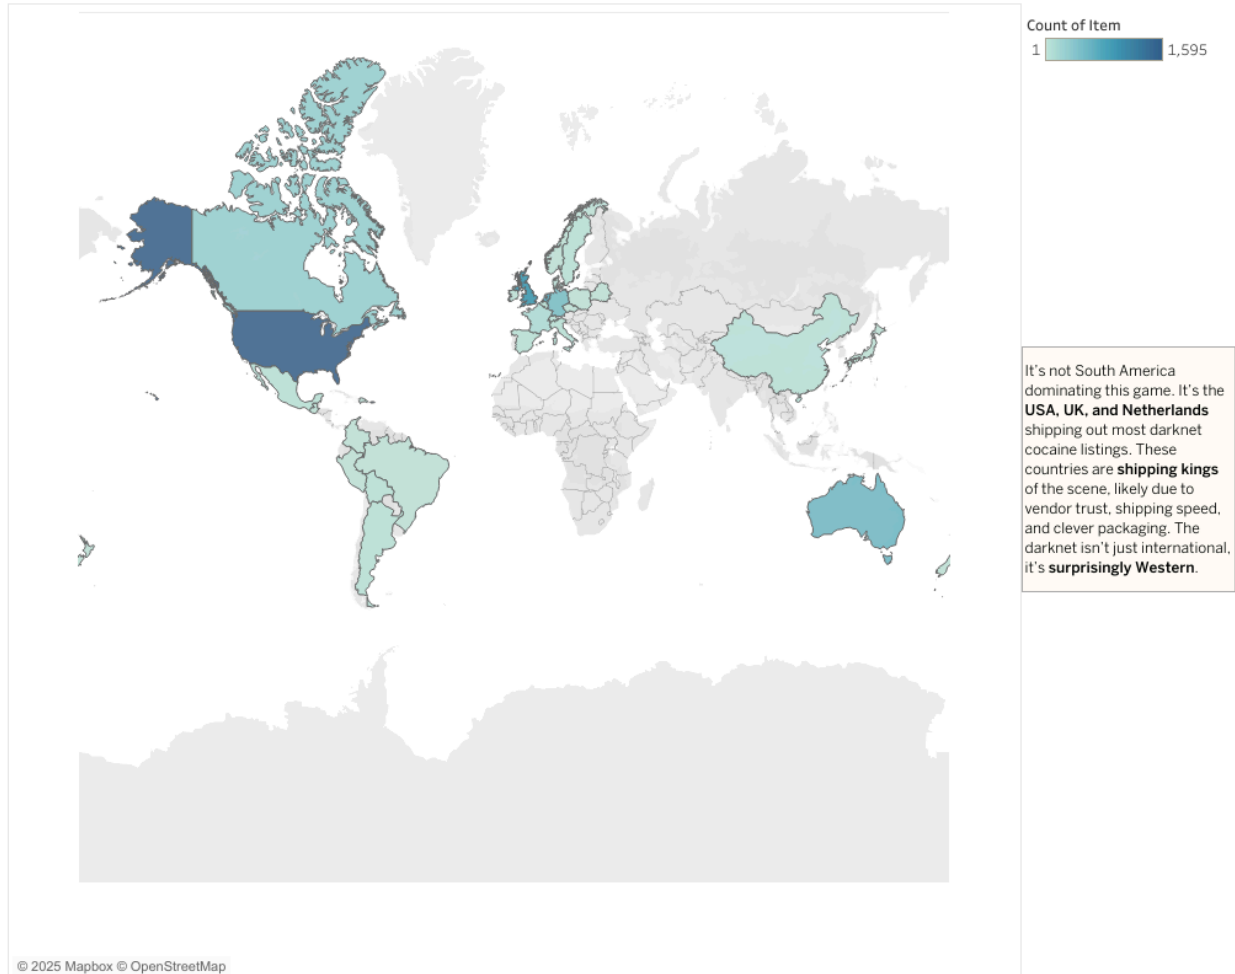 Count of Item
1 1,595
It's not South America
dominating this game. It's the
USA, UK, and Netherlands
shipping out most darknet
cocaine listings. These
countries are shipping kings
of the scene, likely due to
vendor trust, shipping speed,
and clever packaging. The
darknet isn't just international,
it's surprisingly Western.
© 2025 Mapbox © OpenStreetMap